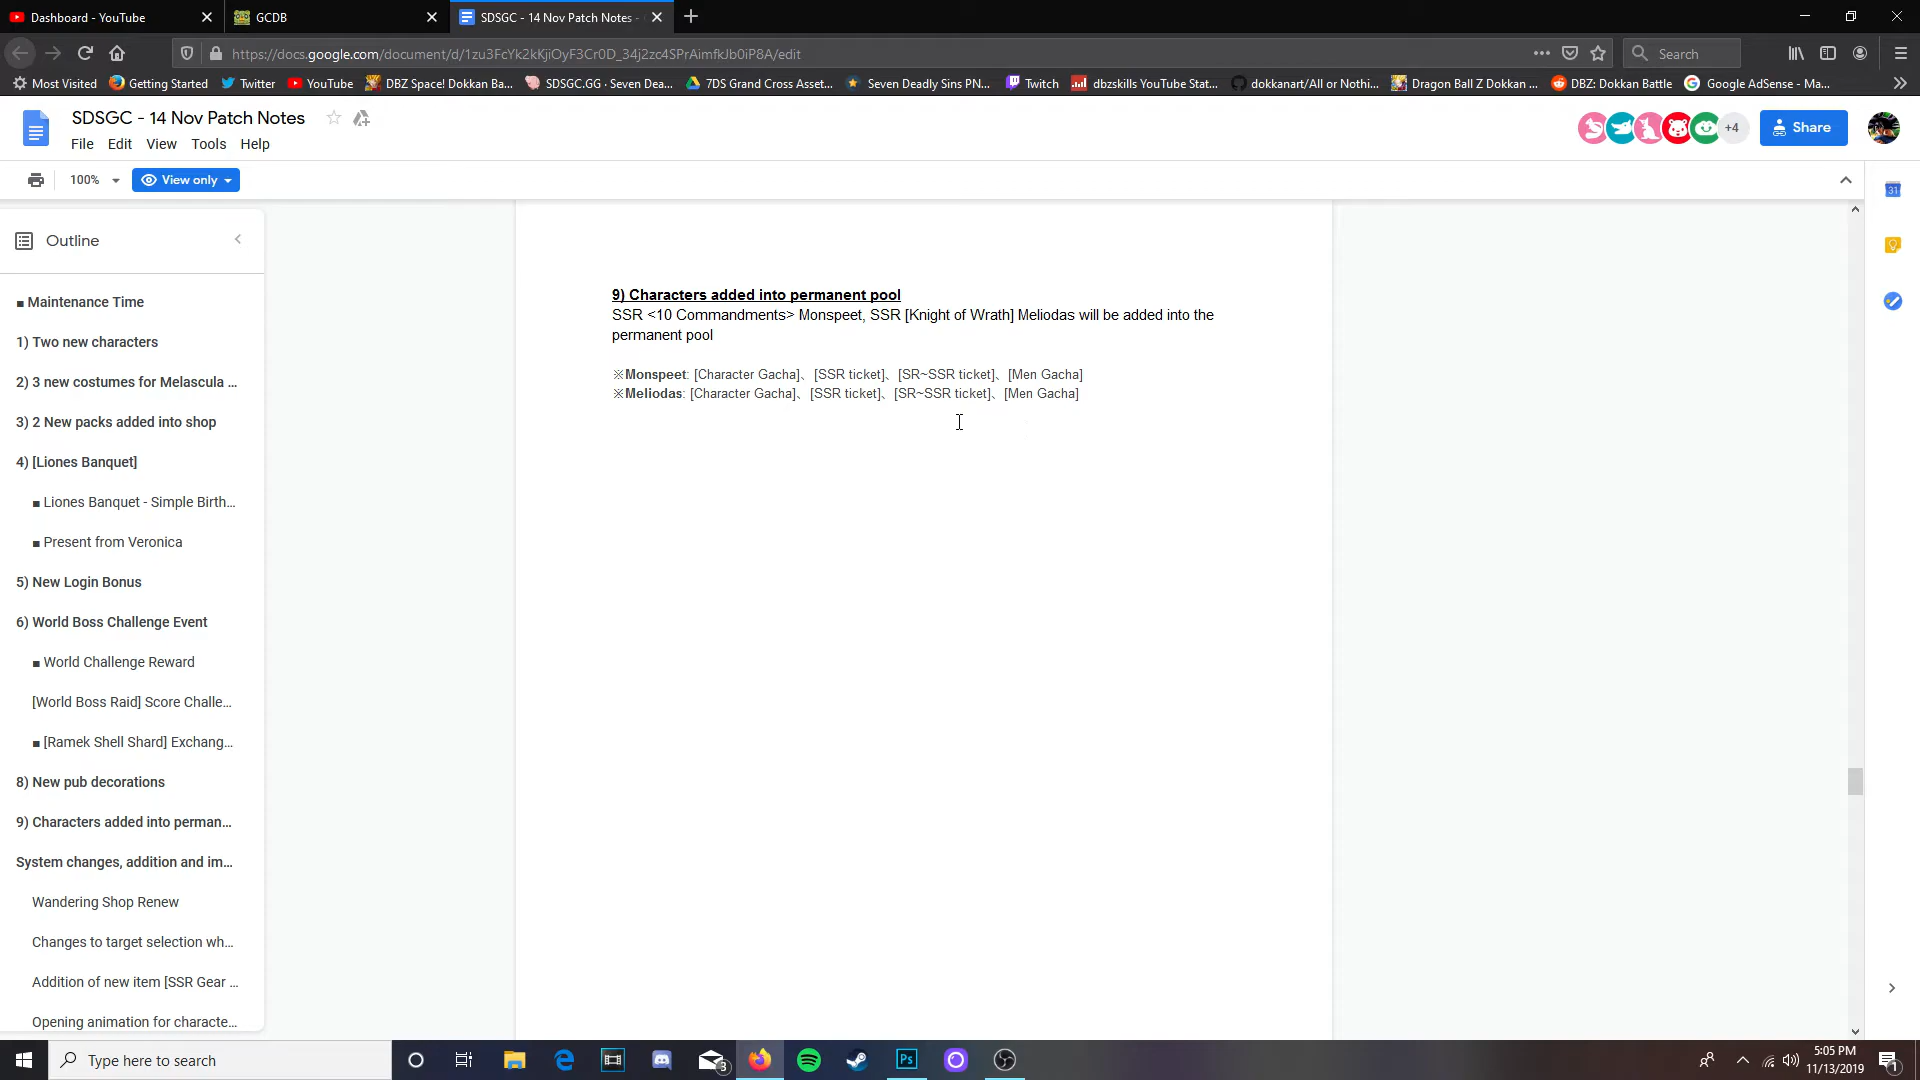 Dashboard - YouTube
GCDB
SDSGC - 14 Nov Patch Notes -
https://docs.google.com/document/d/1zu3FcYk2kKjiOyF3Cr0D_34j2zc4SPrAimfkJb0iP8A/edit
Search
Most Visited
Getting Started
Twitter
YouTube
DBZ Space! Dokkan Ba...
SDSGC.GG · Seven Dea...
7DS Grand Cross Asset...
Seven Deadly Sins PN...
Twitch
dbzskills YouTube Stat...
dokkanart/All or Nothi...
Dragon Ball Z Dokkan ...
DBZ: Dokkan Battle
Google AdSense - Ma...
SDSGC - 14 Nov Patch Notes
File Edit View Tools Help
+4
Share
100%
View only
31
Outline
■ Maintenance Time
1) Two new characters
2) 3 new costumes for Melascula ...
3) 2 New packs added into shop
4) [Liones Banquet]
■ Liones Banquet - Simple Birth...
■ Present from Veronica
5) New Login Bonus
6) World Boss Challenge Event
■ World Challenge Reward
[World Boss Raid] Score Challe...
■ [Ramek Shell Shard] Exchang...
8) New pub decorations
9) Characters added into perman...
System changes, addition and im...
Wandering Shop Renew
Changes to target selection wh...
Addition of new item [SSR Gear ...
Opening animation for characte...
9) Characters added into permanent pool
SSR <10 Commandments> Monspeet, SSR [Knight of Wrath] Meliodas will be added into the
permanent pool
※Monspeet: [Character Gacha]、[SSR ticket]、[SR~SSR ticket]、[Men Gacha]
※Meliodas: [Character Gacha]、[SSR ticket]、[SR~SSR ticket]、[Men Gacha]
Type here to search
3
Ps
5:05 PM
11/13/2019
1